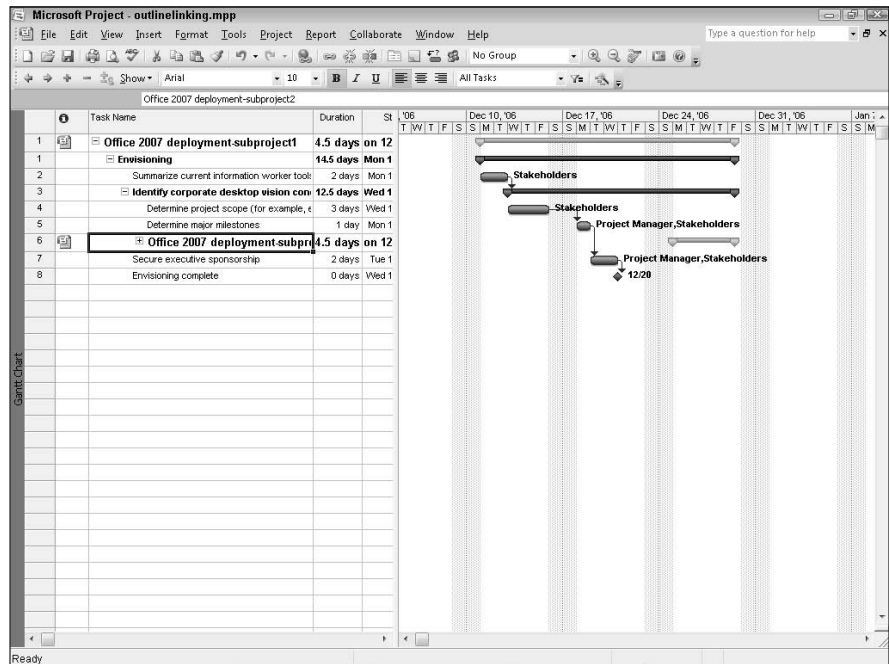 Microsoft Project - outlinelinking.mpp
File Edit View Insert Format Tools Project Report Collaborate Window Help
Type a question for help
No Group
Show Arial 10 B I U All Tasks
Office 2007 deployment-subproject2
Task Name Duration St , '06 Dec 10, '06 Dec 17, '06 Dec 24, '06 Dec 31, '06 Jan
T W T F S S M T W T F S S M T W T F S S M T W T F S S M T W T F S S M
1 Office 2007 deployment-subproject1 4.5 days on 12
1 Envisioning 14.5 days Mon 1
2 Summarize current information worker tools 2 days Mon 1 Stakeholders
3 Identify corporate desktop vision con 12.5 days Wed 1
4 Determine project scope (for example, e 3 days Wed 1 Stakeholders
5 Determine major milestones 1 day Mon 1 Project Manager,Stakeholders
6 Office 2007 deployment-subpr 4.5 days on 12
7 Secure executive sponsorship 2 days Tue 1 Project Manager,Stakeholders
8 Envisioning complete 0 days Wed 1 12/20
Gantt Chart
Ready